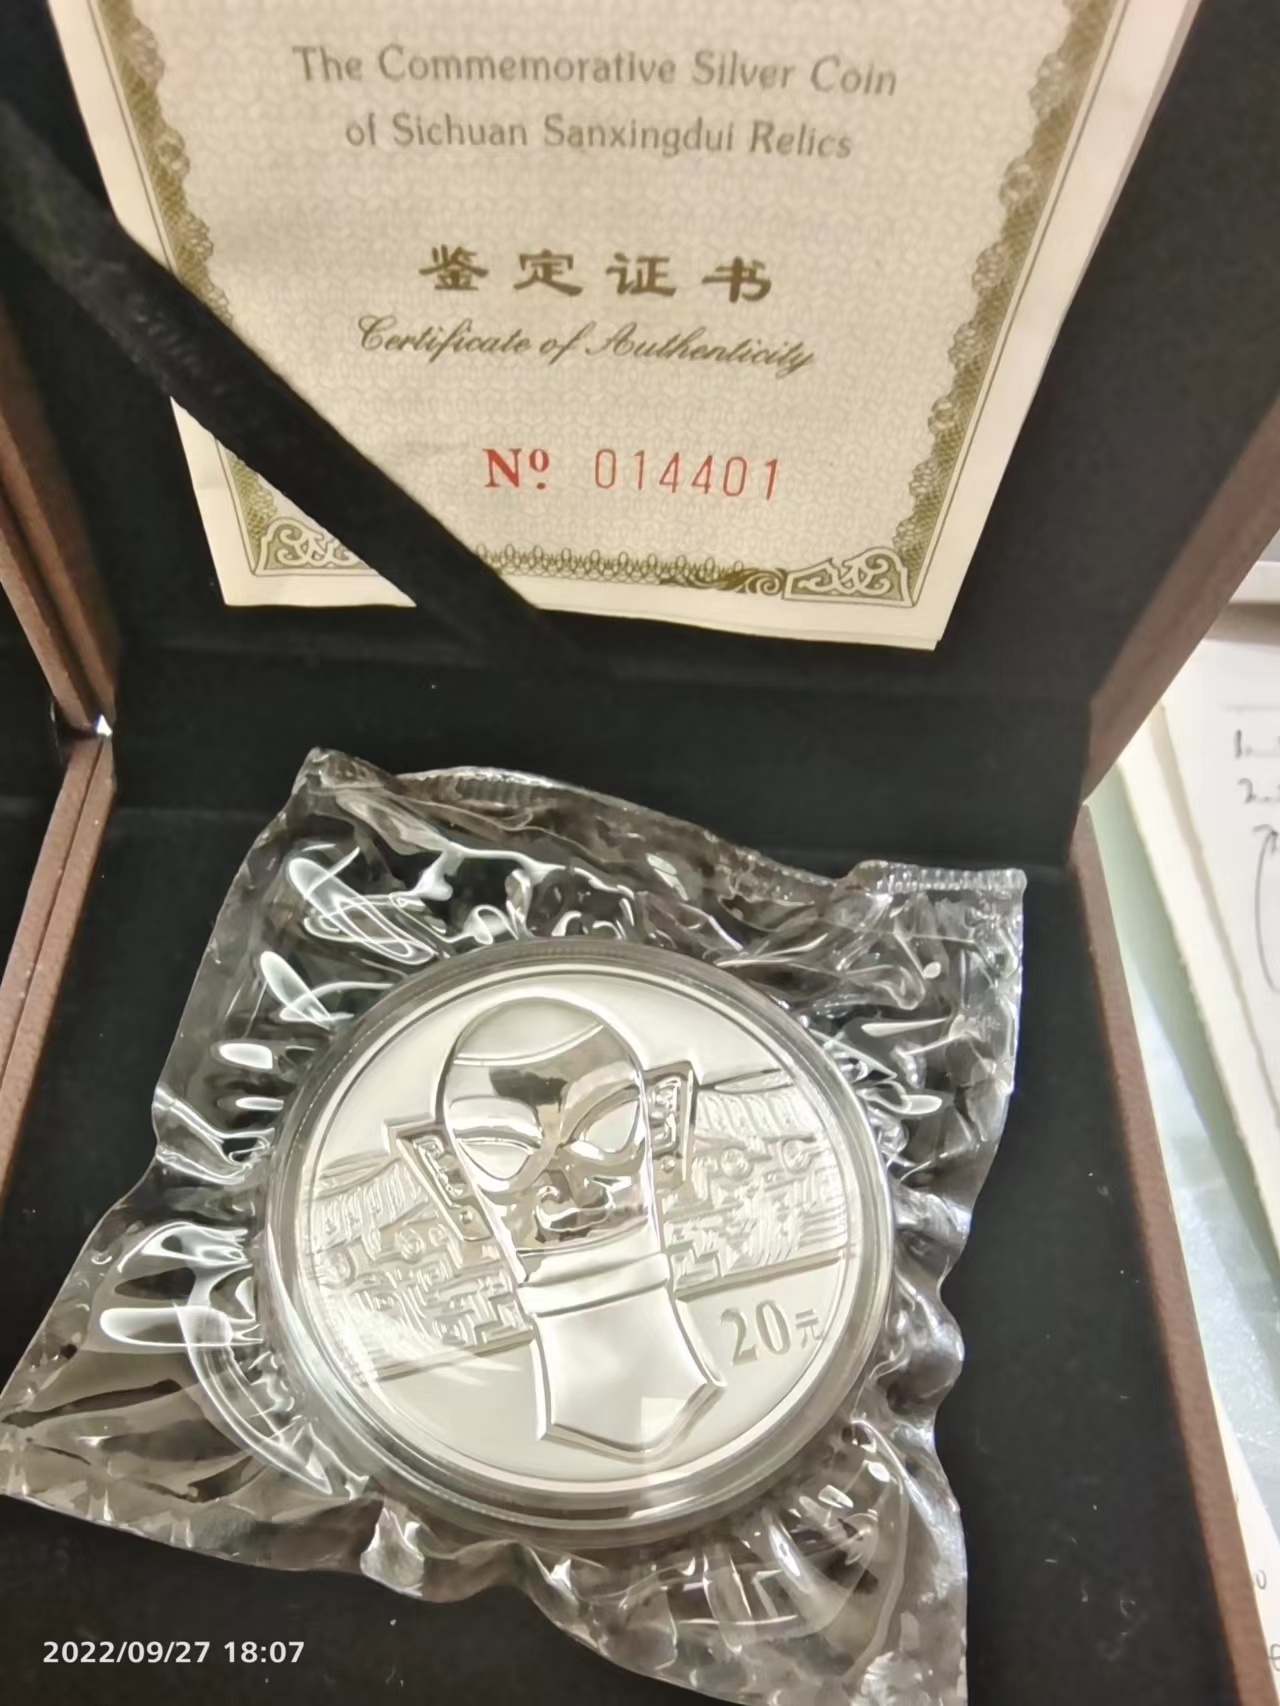 The Commemorative Silver Coin
of Sichuan Sanxingdui Relics
鉴定证书
Certificate of Authenticity
Nº 014401
20元
2022/09/27 18:07